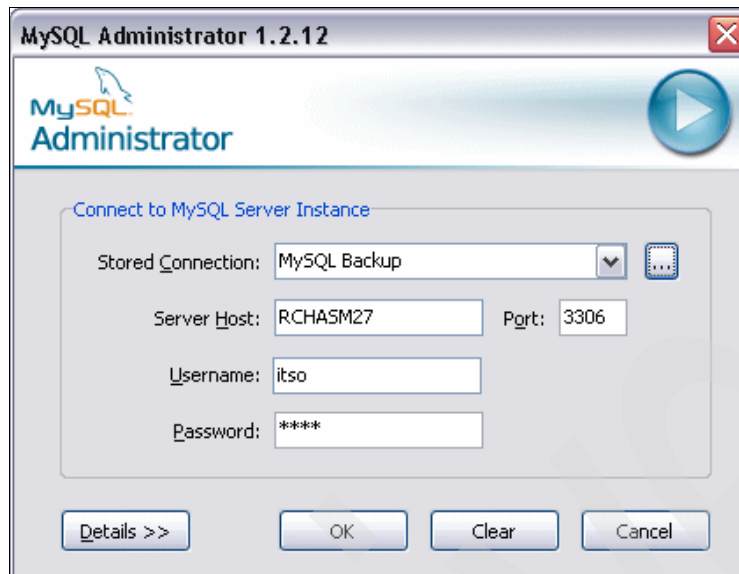 MySQL Administrator 1.2.12
MySQL
Administrator
Connect to MySQL Server Instance
Stored Connection: MySQL Backup ...
Server Host: RCHASM27 Port: 3306
Username: itso
Password: ****
Details >> OK Clear Cancel